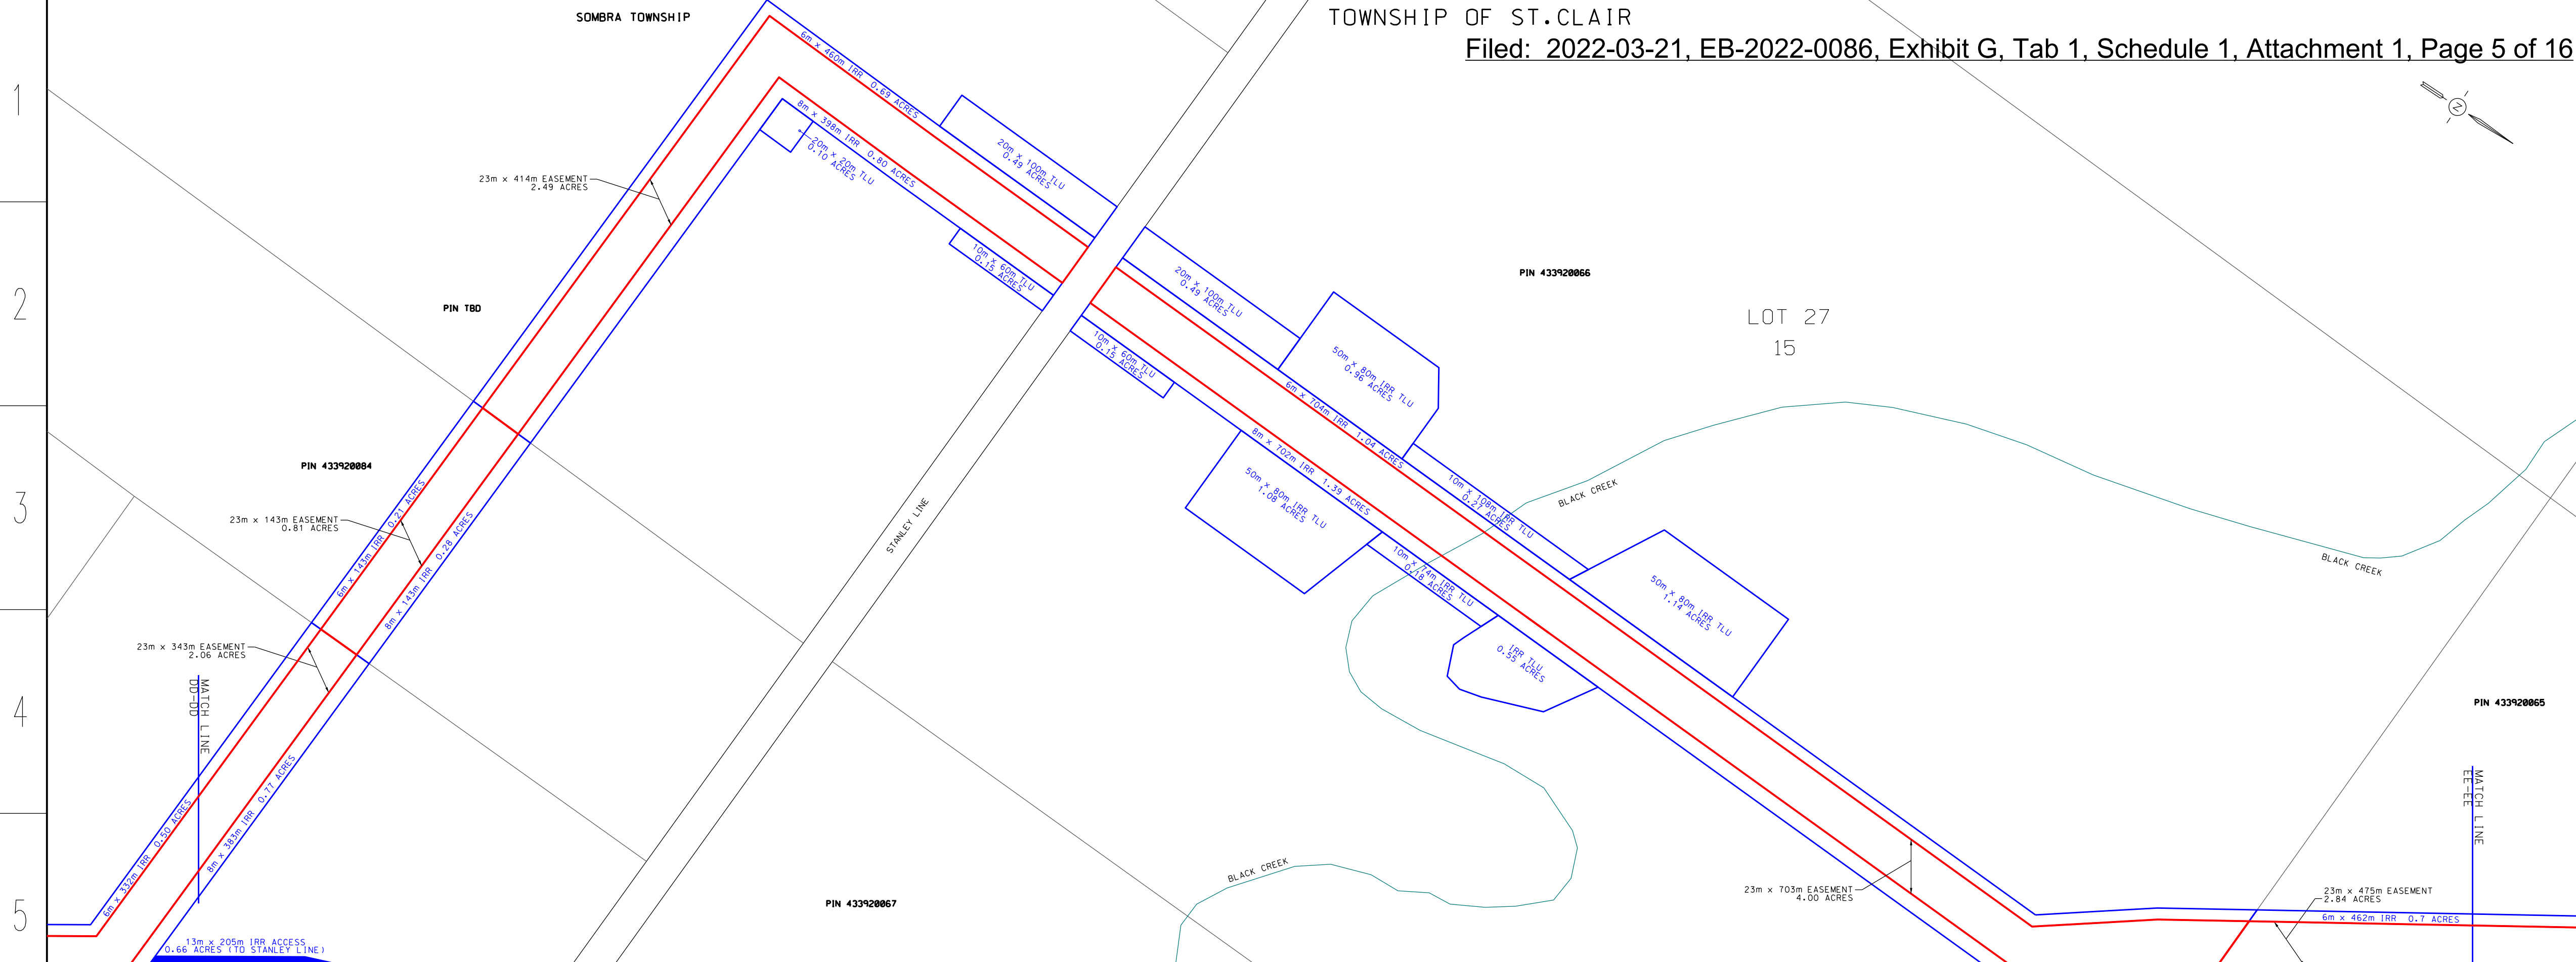 SOMBRA TOWNSHIP
TOWNSHIP OF ST.CLAIR
Filed: 2022-03-21, EB-2022-0086, Exhibit G, Tab 1, Schedule 1, Attachment 1, Page 5 of 16
N
1
2
3
4
5
6m x 460m IRR 0.69 ACRES
8m x 398m IRR 0.80 ACRES
20m x 20m TLU
0.10 ACRES
20m x 100m TLU
0.49 ACRES
23m x 414m EASEMENT
2.49 ACRES
10m x 60m TLU
0.15 ACRES
PIN TBD
PIN 433920066
LOT 27
15
20m x 100m TLU
0.49 ACRES
10m x 60m TLU
0.15 ACRES
50m x 80m IRR TLU
0.96 ACRES
6m x 704m IRR 1.04 ACRES
8m x 702m IRR 1.39 ACRES
50m x 80m IRR TLU
1.08 ACRES
10m x 108m IRR TLU
0.27 ACRES
BLACK CREEK
BLACK CREEK
10m x 74m IRR TLU
0.18 ACRES
50m x 80m IRR TLU
1.14 ACRES
IRR TLU
0.55 ACRES
PIN 433920084
23m x 143m EASEMENT
0.81 ACRES
6m x 143m IRR 0.21 ACRES
8m x 143m IRR 0.28 ACRES
STANLEY LINE
23m x 343m EASEMENT
2.06 ACRES
MATCH LINE
DD-DD
6m x 332m IRR 0.50 ACRES
8m x 383m IRR 0.77 ACRES
13m x 205m IRR ACCESS
0.66 ACRES (TO STANLEY LINE)
PIN 433920067
BLACK CREEK
PIN 433920065
MATCH LINE
EE-EE
23m x 703m EASEMENT
4.00 ACRES
23m x 475m EASEMENT
2.84 ACRES
6m x 462m IRR 0.7 ACRES